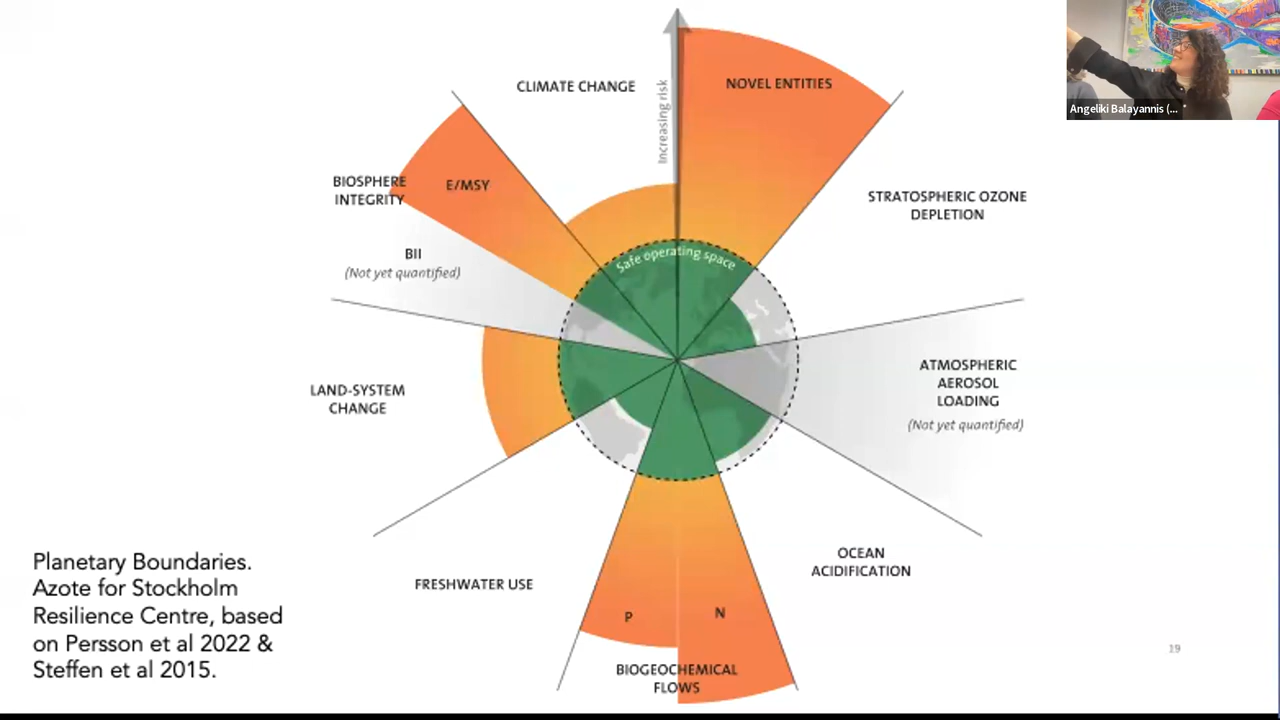 CLIMATE CHANGE
NOVEL ENTITIES
Increasing risk
Angeliki Balayannis (...
BIOSPHERE
INTEGRITY
E/MSY
STRATOSPHERIC OZONE
DEPLETION
BII
(Not yet quantified)
Safe operating space
LAND-SYSTEM
CHANGE
ATMOSPHERIC
AEROSOL
LOADING
(Not yet quantified)
FRESHWATER USE
OCEAN
ACIDIFICATION
P
N
BIOGEOCHEMICAL
FLOWS
Planetary Boundaries.
Azote for Stockholm
Resilience Centre, based
on Persson et al 2022 &
Steffen et al 2015.
19